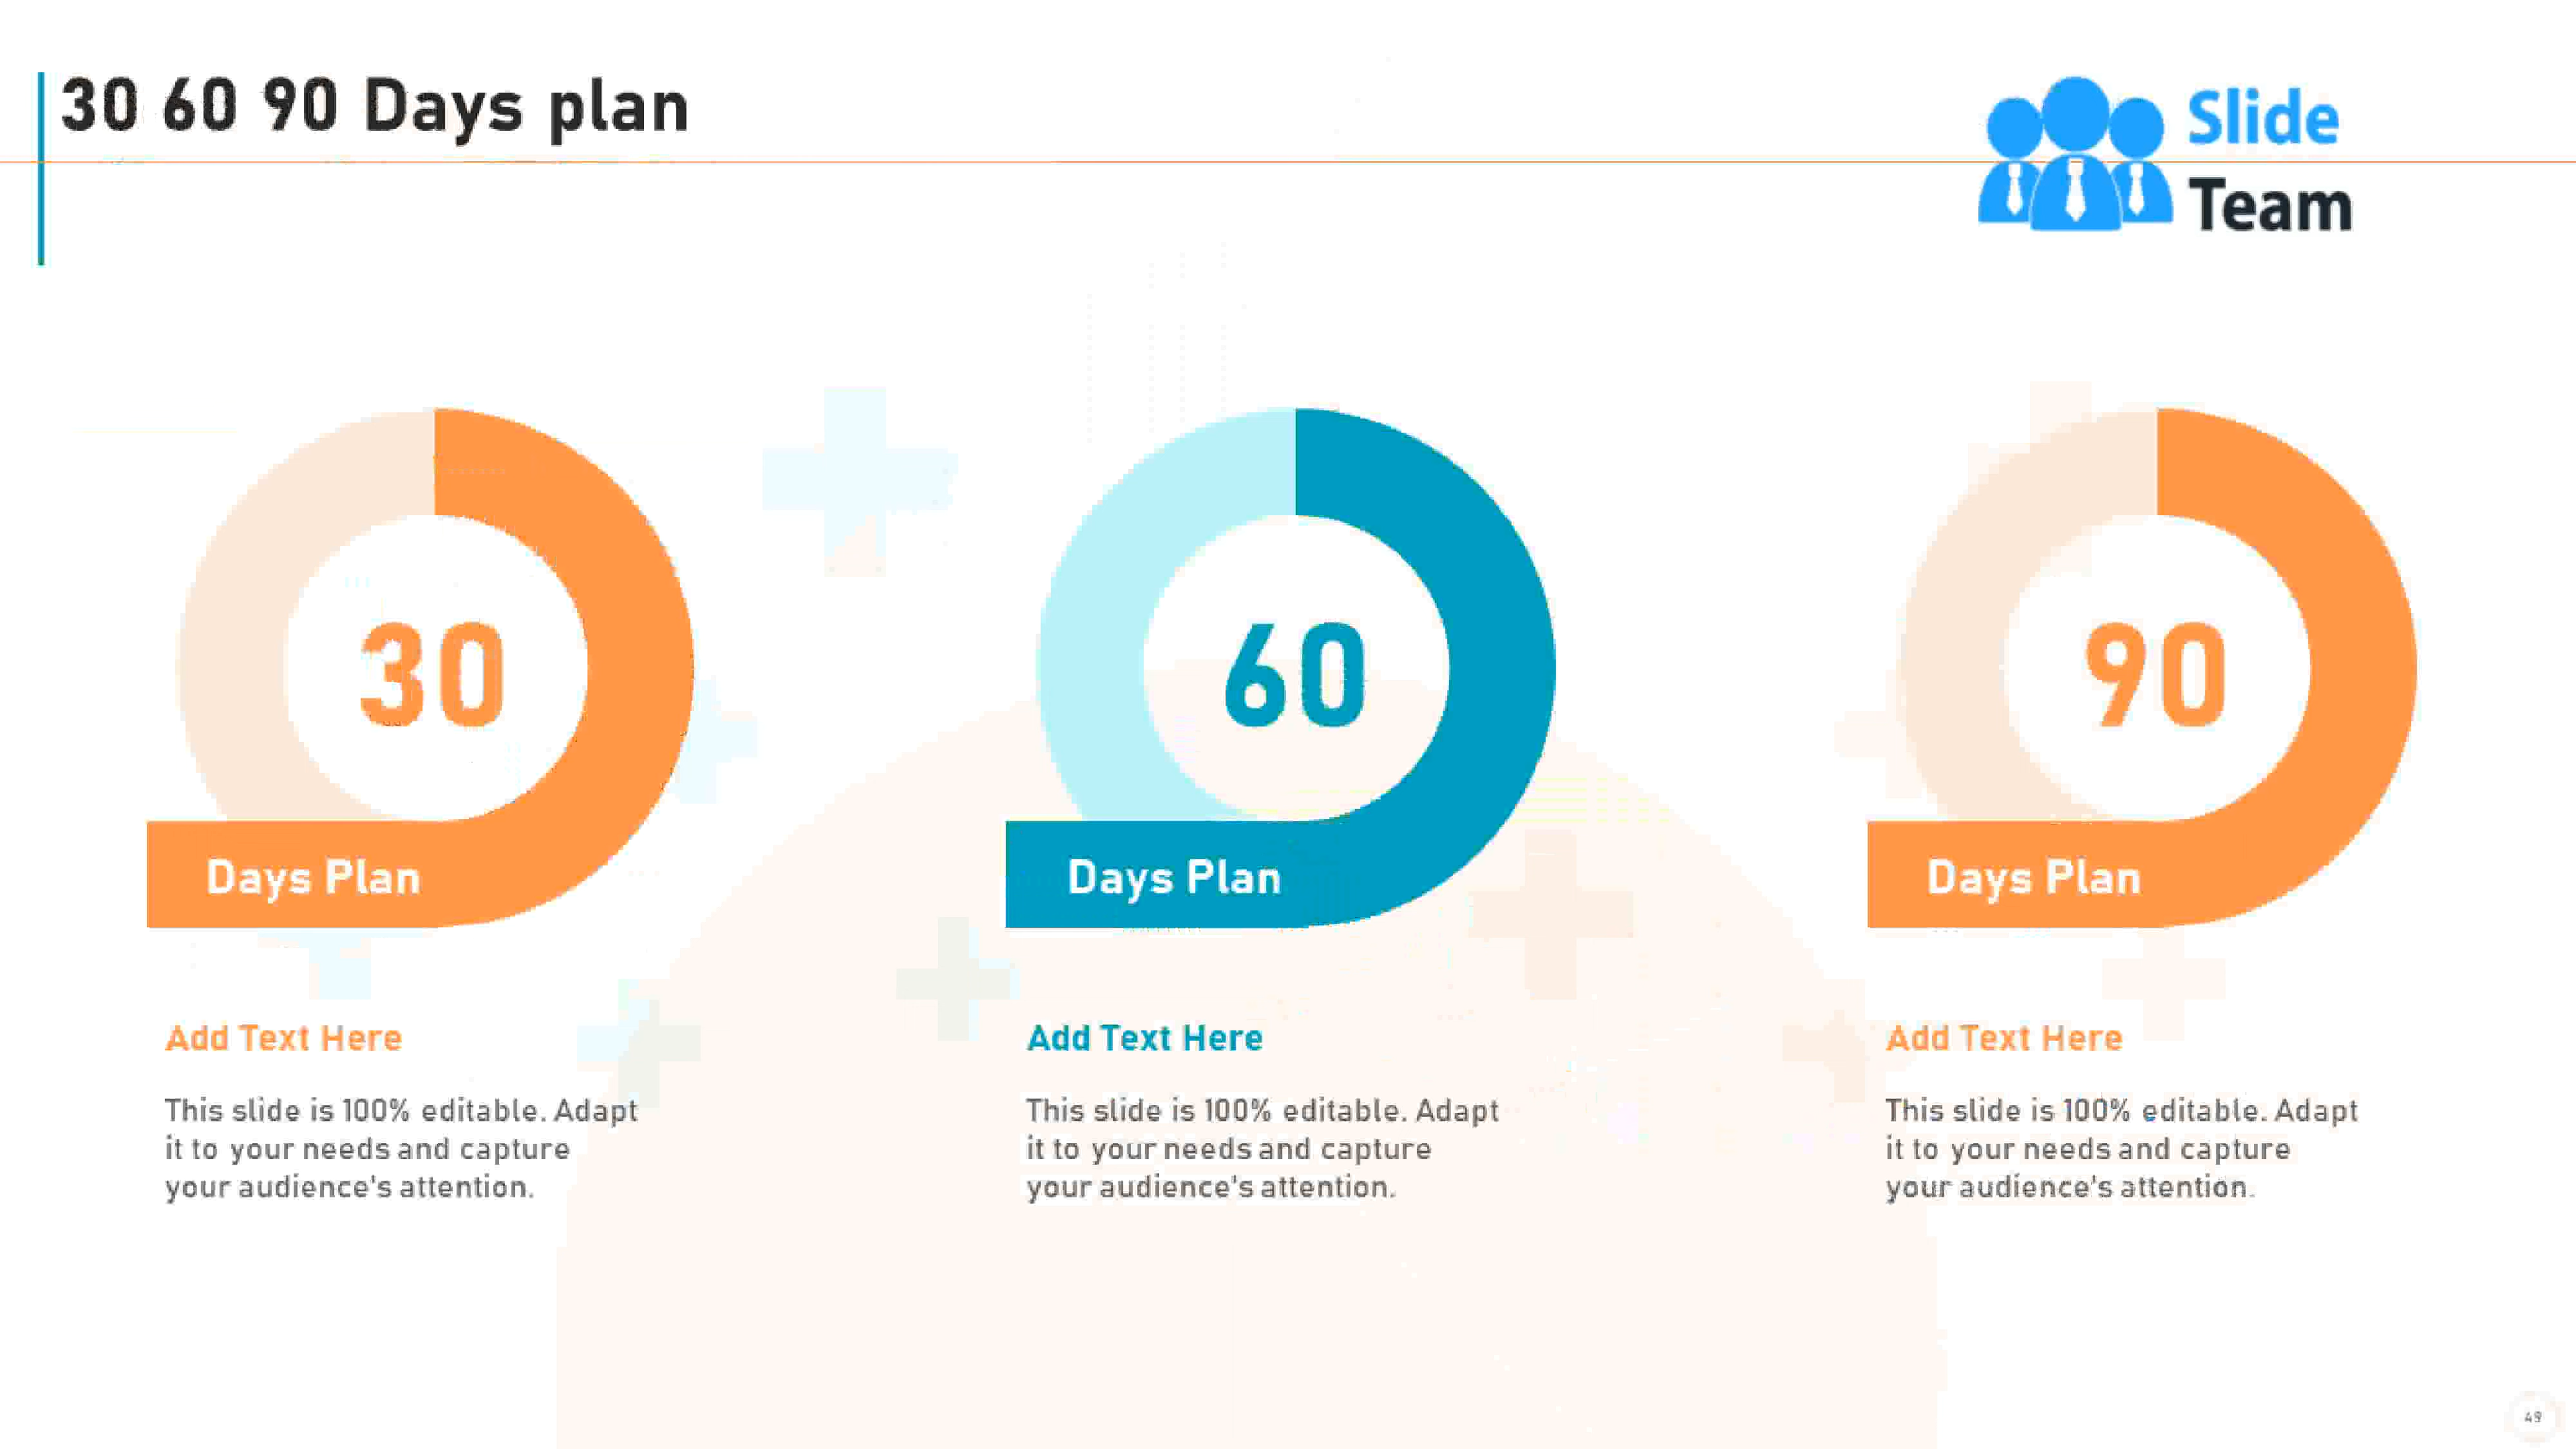 30 60 90 Days plan
Slide
Team
30
Days Plan
Add Text Here
This slide is 100% editable. Adapt
it to your needs and capture
your audience's attention.
60
Days Plan
Add Text Here
This slide is 100% editable. Adapt
it to your needs and capture
your audience's attention.
90
Days Plan
Add Text Here
This slide is 100% editable. Adapt
it to your needs and capture
your audience's attention.
49